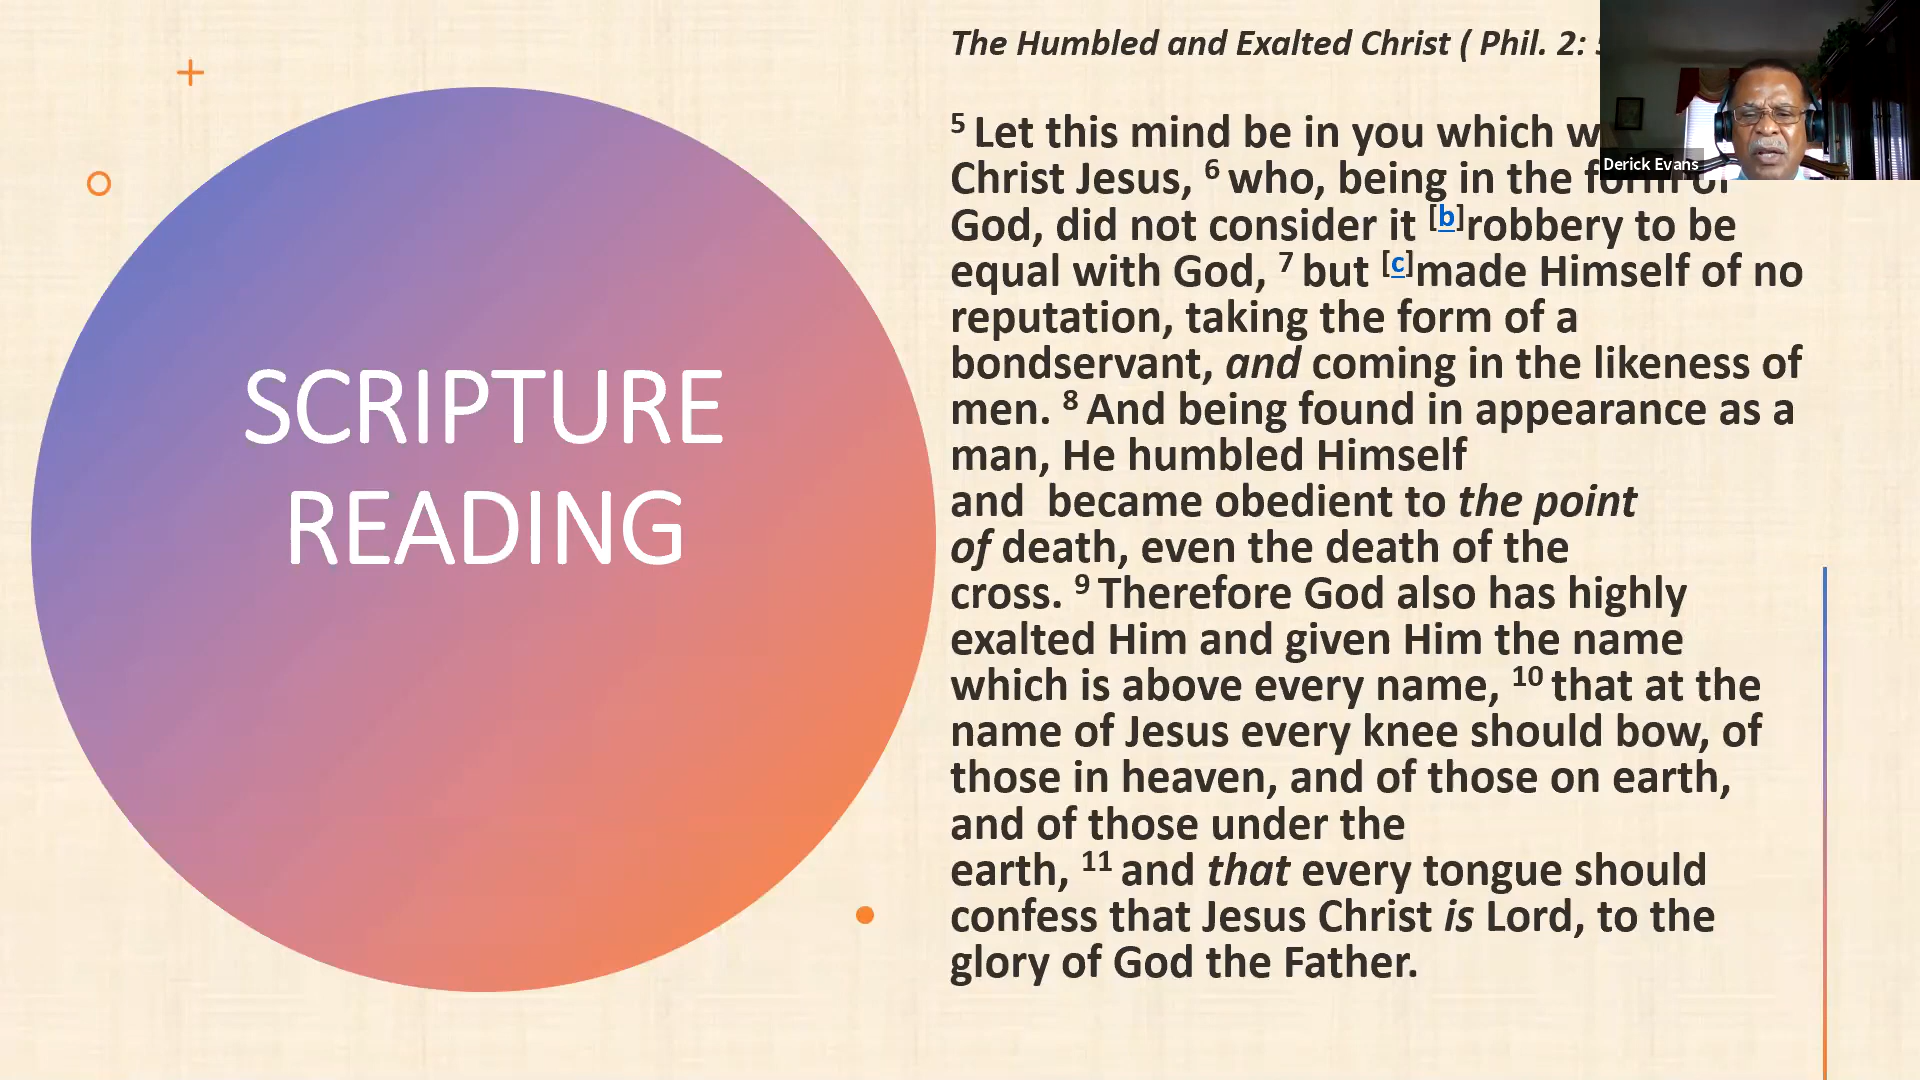 The Humbled and Exalted Christ ( Phil. 2:
5 Let this mind be in you which
Christ Jesus, 6 who, being in the form of
God, did not consider it [b]robbery to be
equal with God, 7 but [c]made Himself of no
reputation, taking the form of a
bondservant, and coming in the likeness of
men. 8 And being found in appearance as a
man, He humbled Himself
and  became obedient to the point
of death, even the death of the
cross. 9 Therefore God also has highly
exalted Him and given Him the name
which is above every name, 10 that at the
name of Jesus every knee should bow, of
those in heaven, and of those on earth,
and of those under the
earth, 11 and that every tongue should
confess that Jesus Christ is Lord, to the
glory of God the Father.
SCRIPTURE
READING
Derick Evans